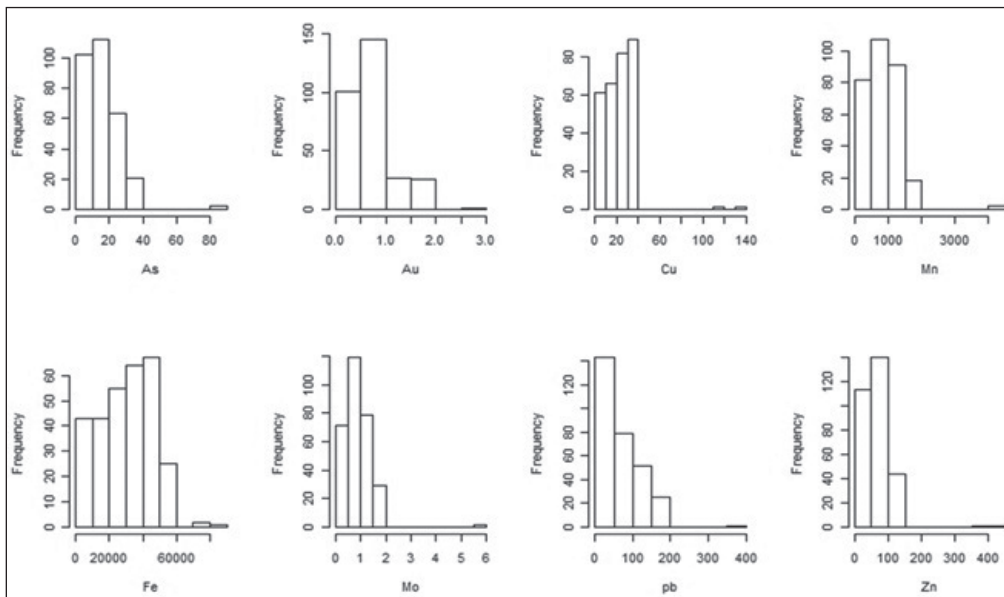 Frequency
0 20 40 60 80 100
0 20 40 60 80
As
Frequency
0 50 100 150
0.0 1.0 2.0 3.0
Au
Frequency
0 20 40 60 80
0 20 60 100 140
Cu
Frequency
0 20 40 60 80 100
0 1000 3000
Mn
Frequency
0 10 20 30 40 50 60
0 20000 60000
Fe
Frequency
0 20 40 60 80 100
0 1 2 3 4 5 6
Mo
Frequency
0 20 40 60 80 120
0 100 200 300 400
pb
Frequency
0 20 40 60 80 120
0 100 200 300 400
Zn